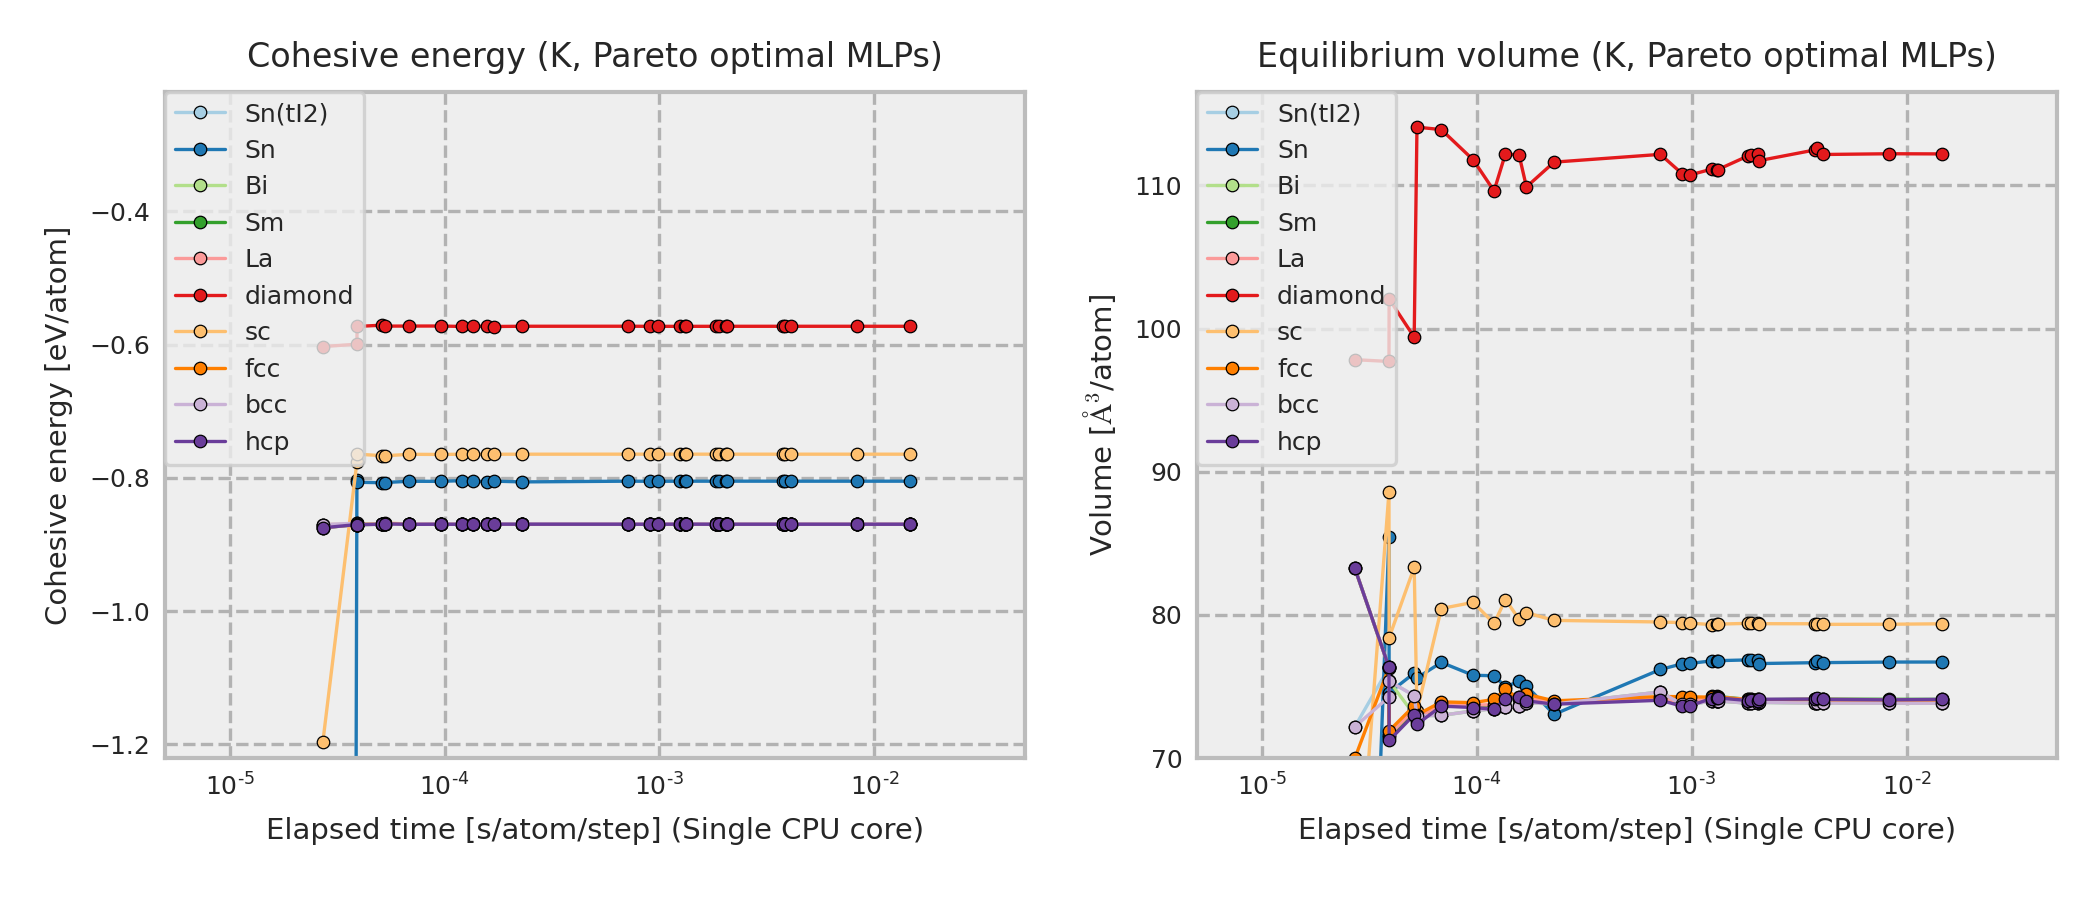 Cohesive energy (K, Pareto optimal MLPs)
Sn(tI2)
Sn
Bi
Sm
La
diamond
sc
fcc
bcc
hcp
−0.4
−0.6
−0.8
−1.0
−1.2
Cohesive energy [eV/atom]
10-5
10-4
10-3
10-2
Elapsed time [s/atom/step] (Single CPU core)
Equilibrium volume (K, Pareto optimal MLPs)
Sn(tI2)
Sn
Bi
Sm
La
diamond
sc
fcc
bcc
hcp
110
100
90
80
70
Volume [Å3/atom]
10-5
10-4
10-3
10-2
Elapsed time [s/atom/step] (Single CPU core)